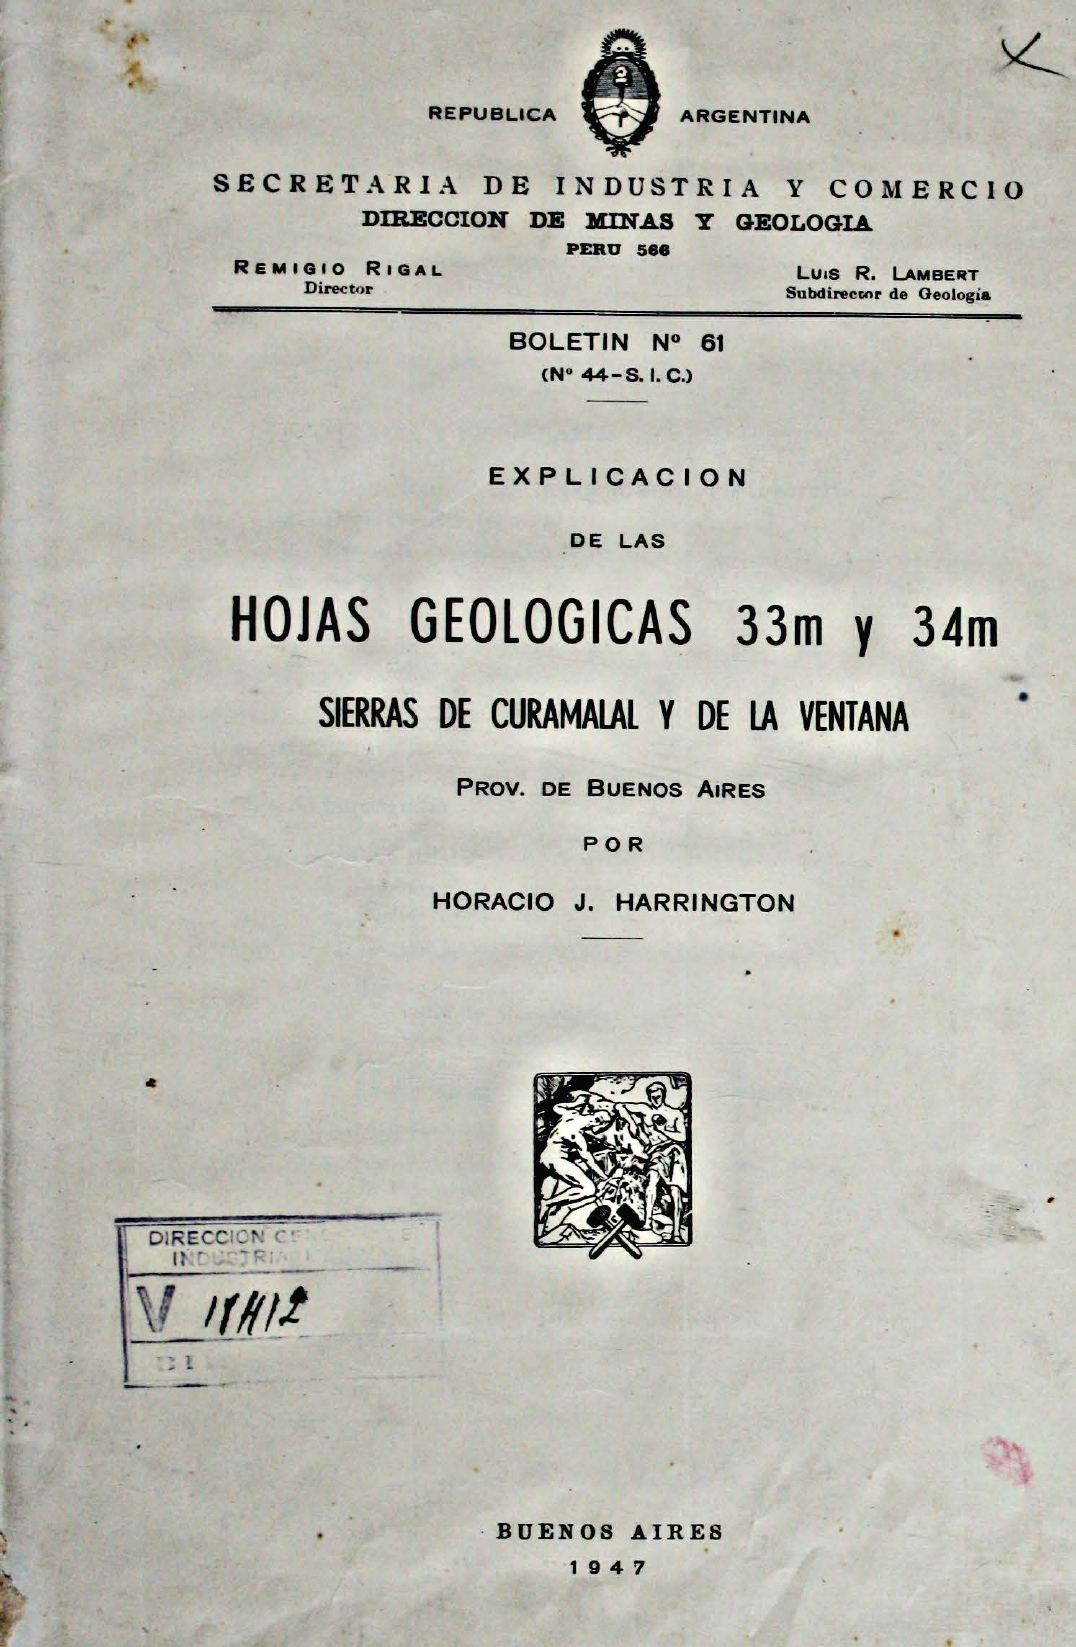 REPUBLICA ARGENTINA
SECRETARIA DE INDUSTRIA Y COMERCIO
DIRECCION DE MINAS Y GEOLOGIA
PERU 566
REMIGIO RIGAL
Director
LUIS R. LAMBERT
Subdirector de Geología
BOLETIN Nº 61
(Nº 44-S. I. C.)
EXPLICACION
DE LAS
HOJAS GEOLOGICAS 33m y 34m
SIERRAS DE CURAMALAL Y DE LA VENTANA
PROV. DE BUENOS AIRES
POR
HORACIO J. HARRINGTON
DIRECCION
INDUSTRIA
V
BUENOS AIRES
1947